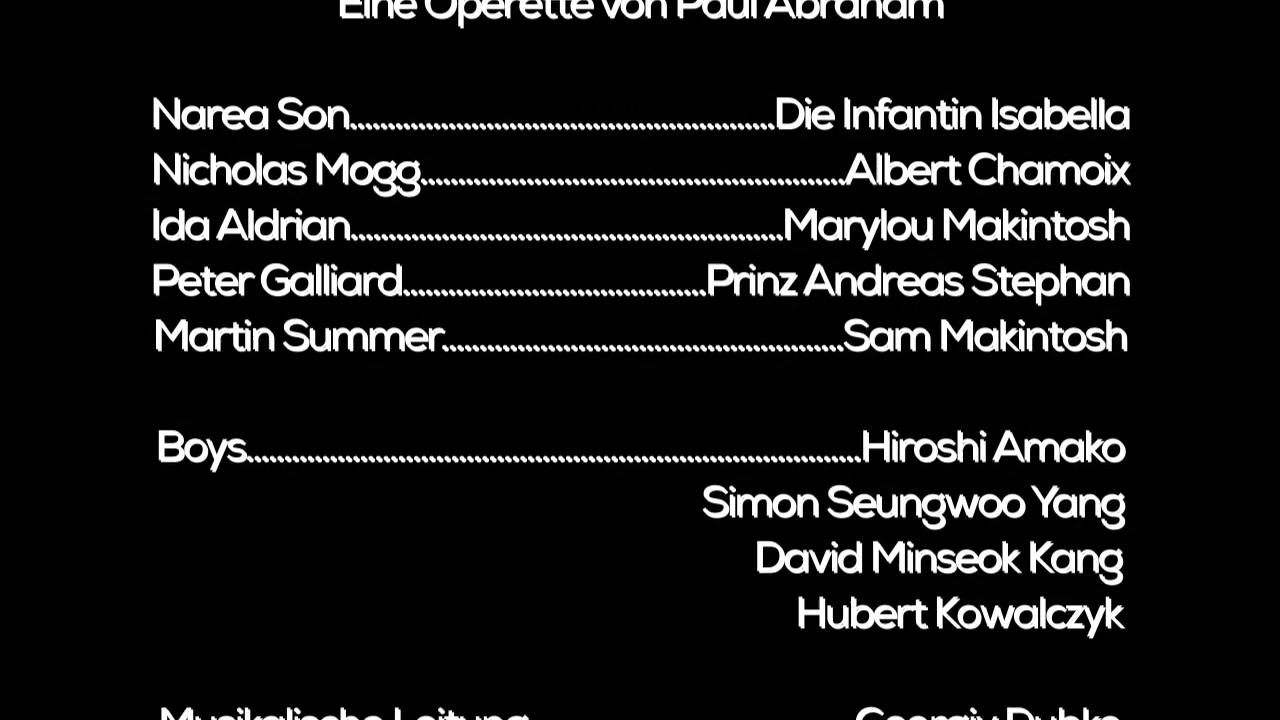 Eine Operette von Paul Abraham
Narea Son............................................................Die Infantin Isabella
Nicholas Mogg............................................................Albert Chamoix
Ida Aldrian.............................................................Marylou Makintosh
Peter Galliard...........................................Prinz Andreas Stephan
Martin Summer.........................................................Sam Makintosh
Boys.......................................................................................Hiroshi Amako
Simon Seungwoo Yang
David Minseok Kang
Hubert Kowalczyk
Musikalische Leitung